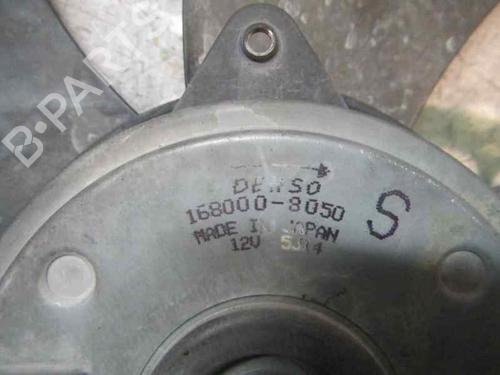 B-PARTS
DENSO
168000-8050
S
MADE IN JAPAN
12V